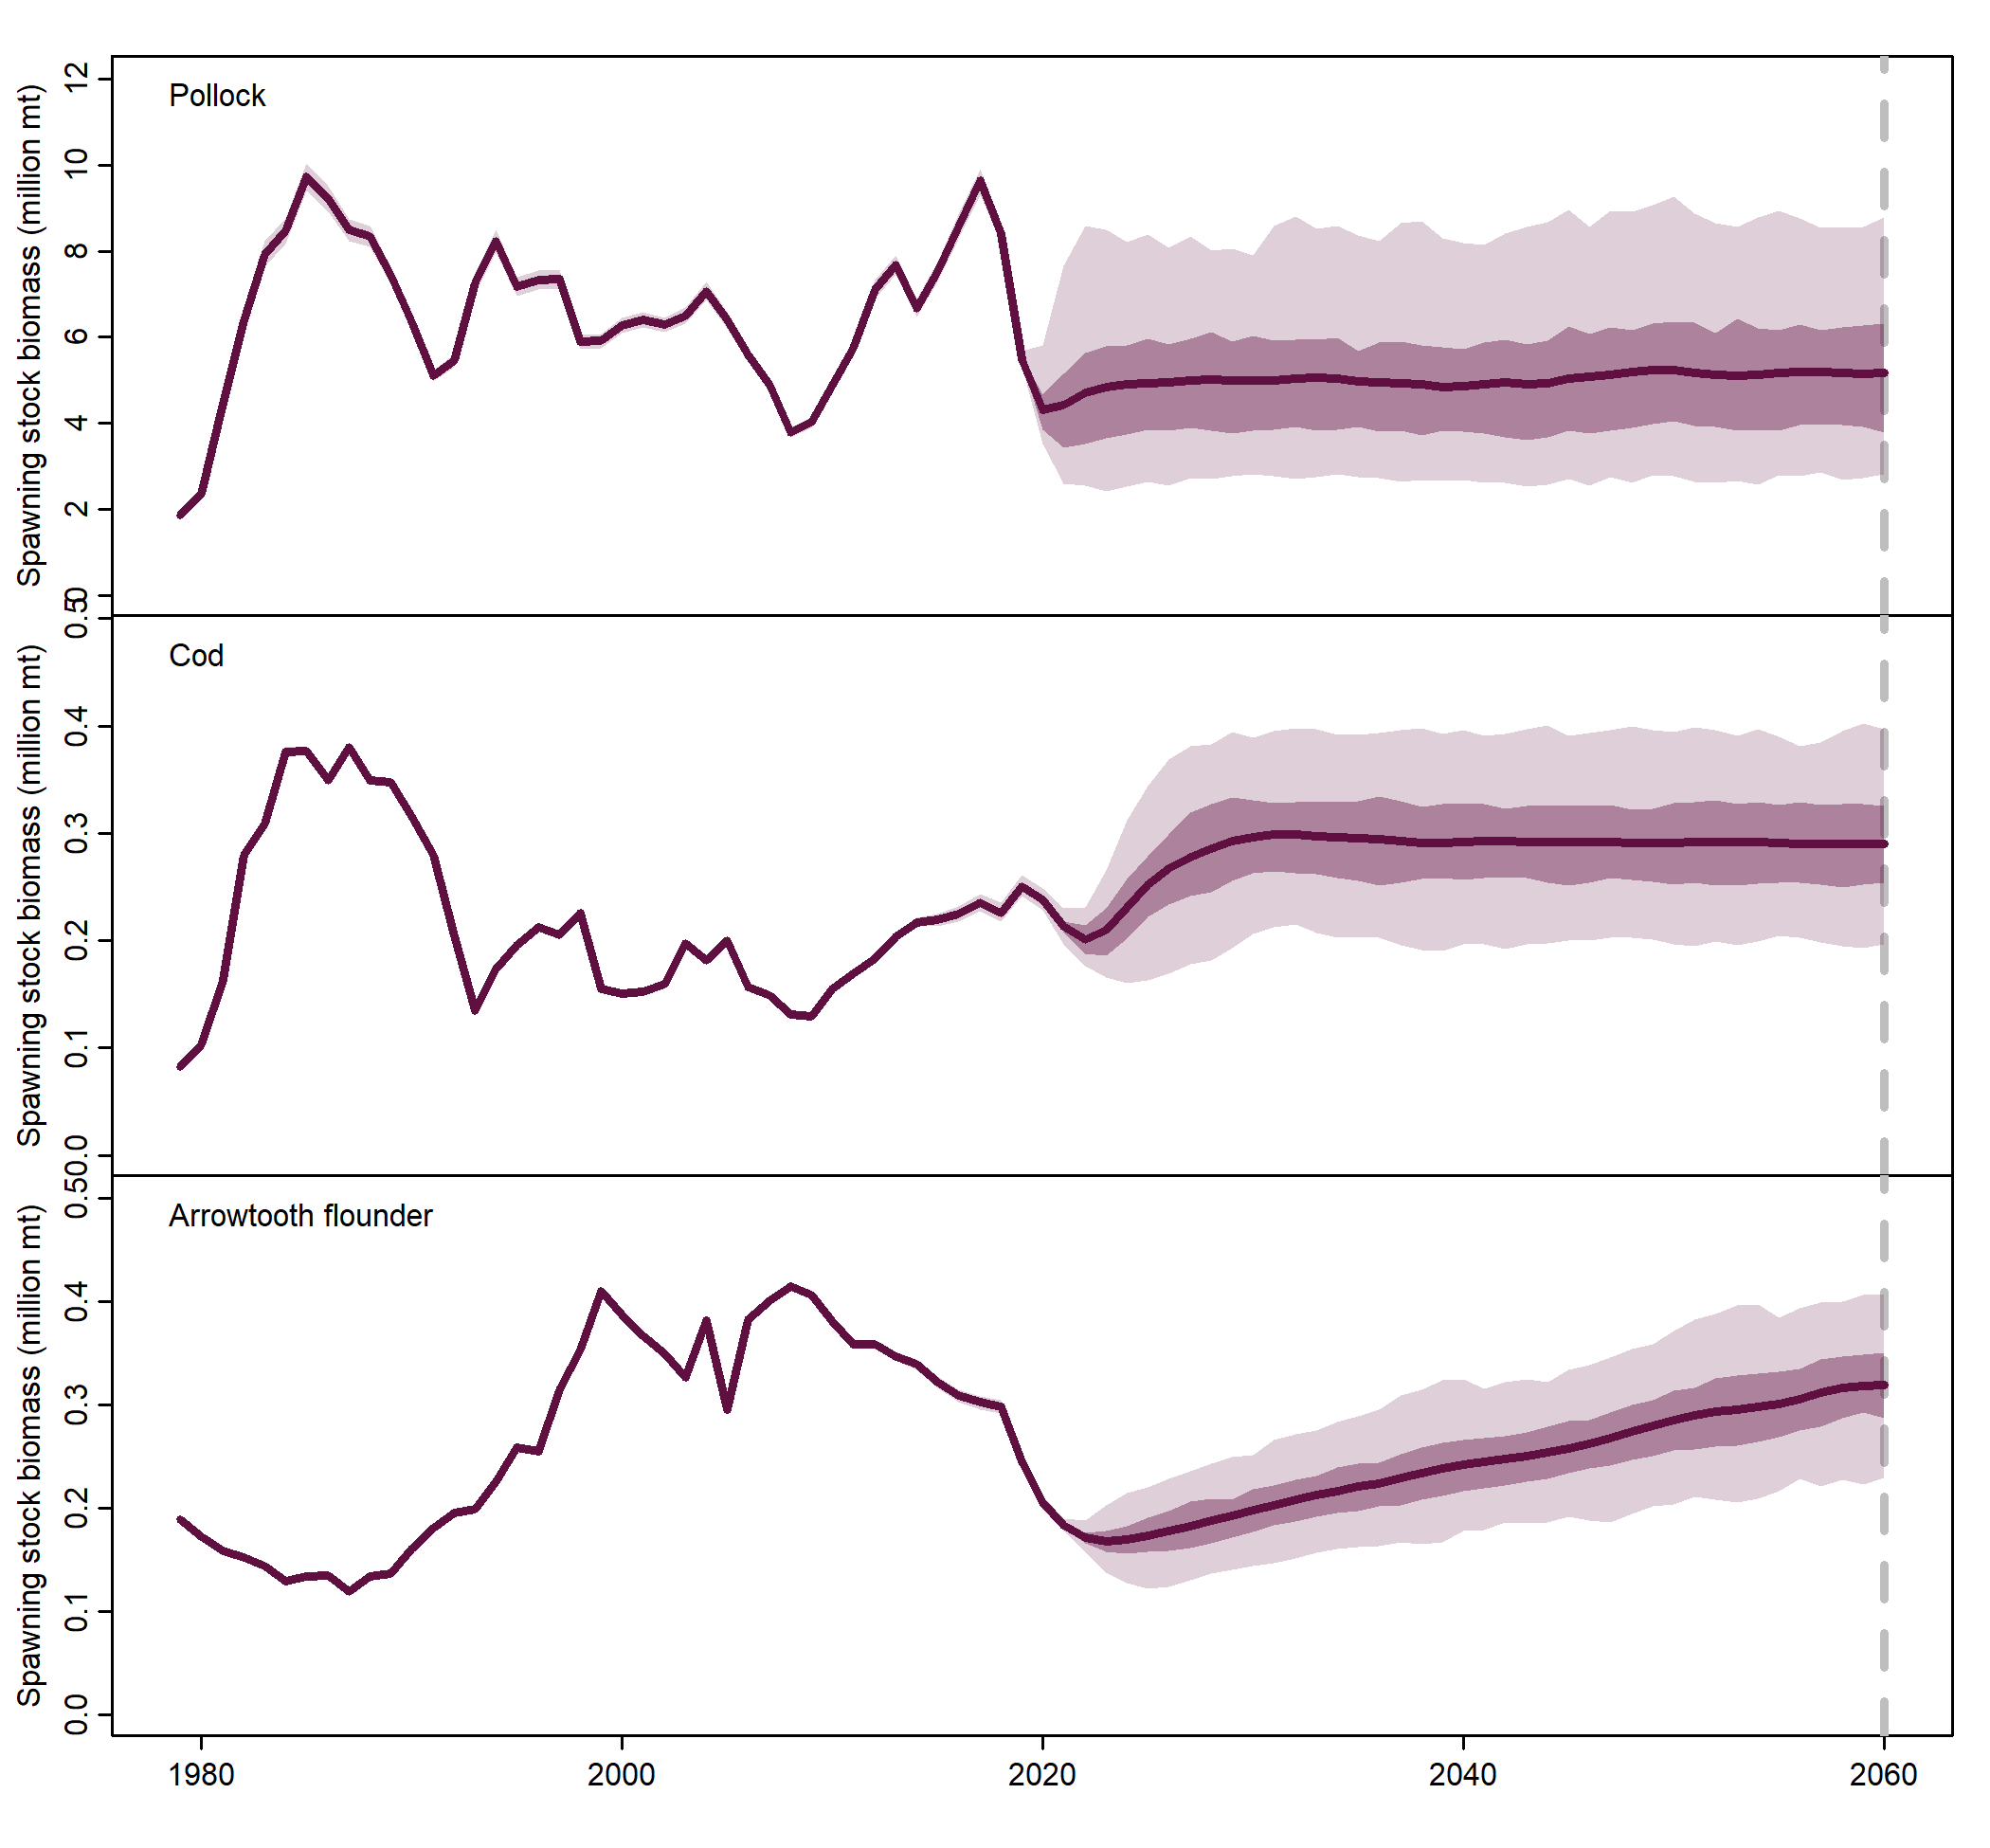 Pollock
Spawning stock biomass (million mt)
12
10
8
6
4
2
0
Cod
Spawning stock biomass (million mt)
0.5
0.4
0.3
0.2
0.1
0.0
Arrowtooth flounder
Spawning stock biomass (million mt)
0.5
0.4
0.3
0.2
0.1
0.0
1980 2000 2020 2040 2060